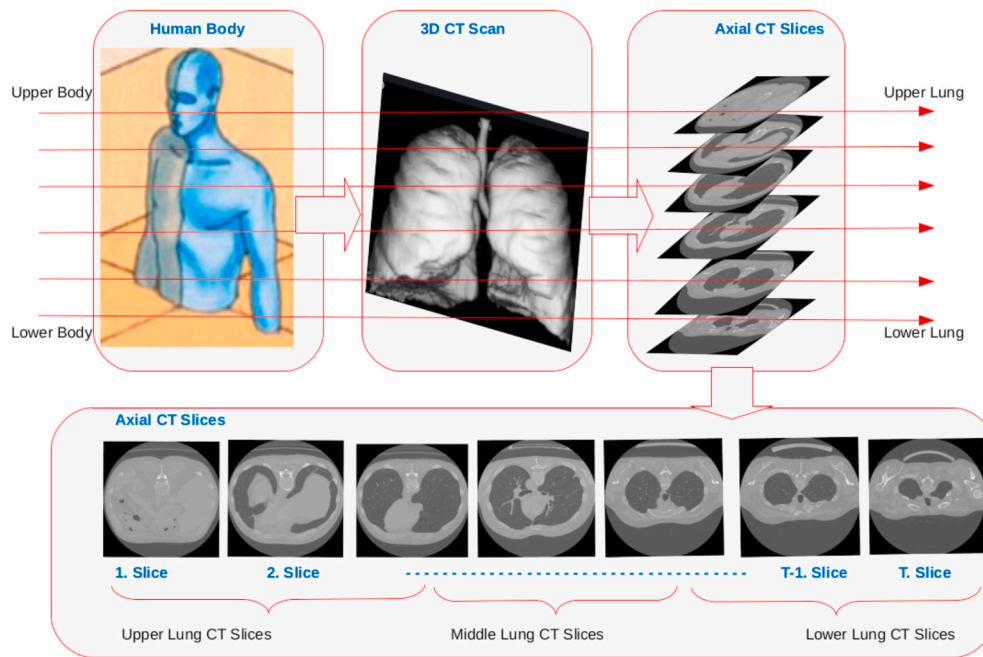 Human Body
3D CT Scan
Axial CT Slices
Upper Body
Upper Lung
Lower Body
Lower Lung
Axial CT Slices
1. Slice
2. Slice
T-1. Slice
T. Slice
Upper Lung CT Slices
Middle Lung CT Slices
Lower Lung CT Slices